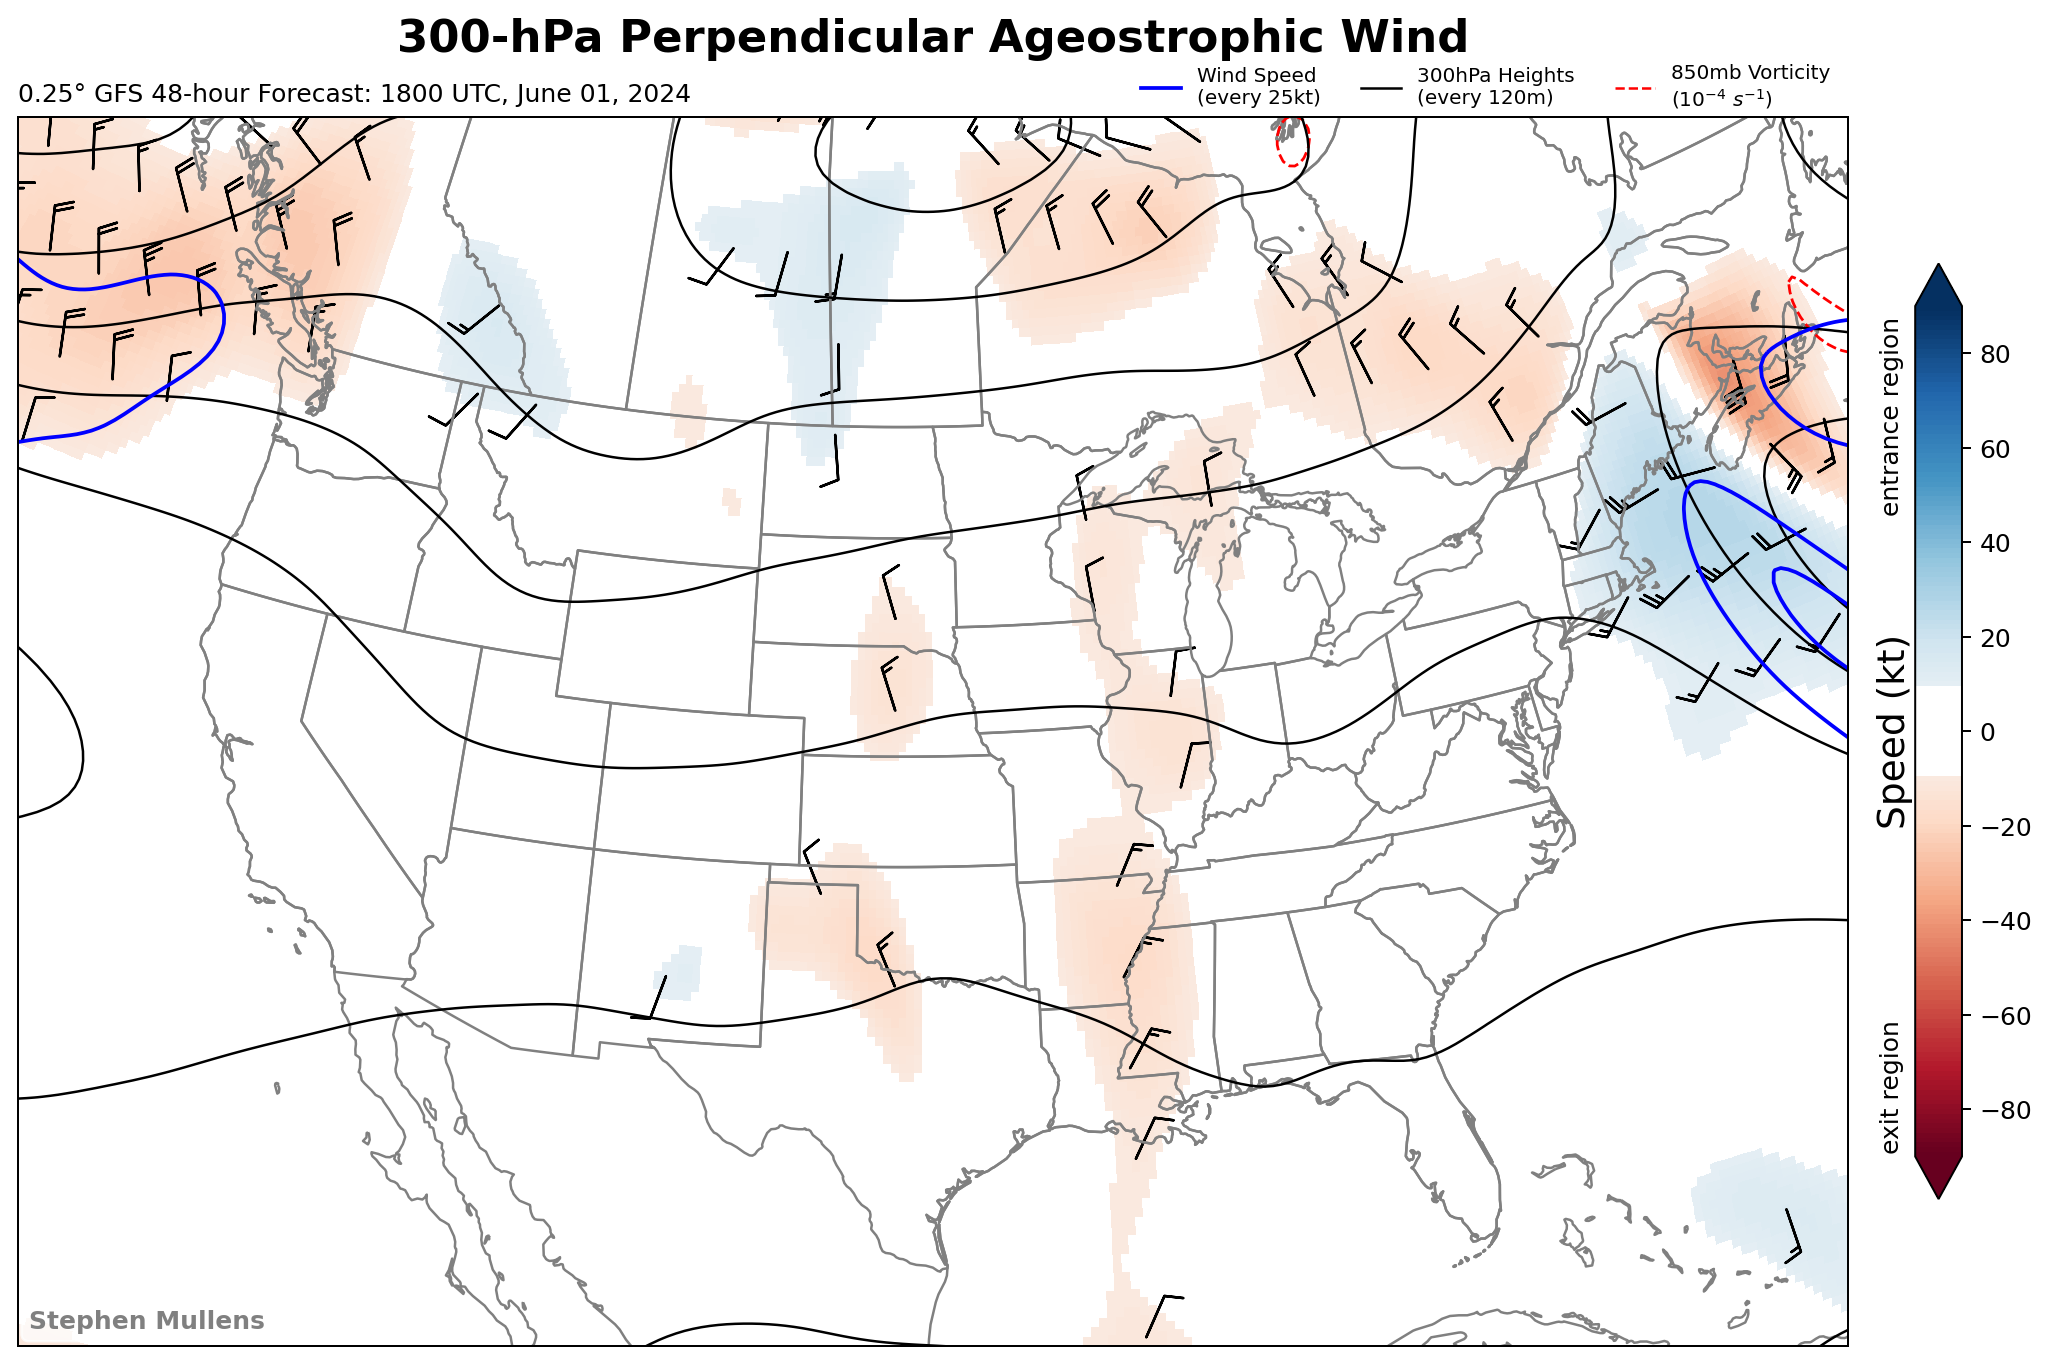 300-hPa Perpendicular Ageostrophic Wind
0.25° GFS 48-hour Forecast: 1800 UTC, June 01, 2024
Wind Speed
(every 25kt)
300hPa Heights
(every 120m)
850mb Vorticity
(10⁻⁴ s⁻¹)
entrance region
Speed (kt)
exit region
80
60
40
20
0
−20
−40
−60
−80
Stephen Mullens